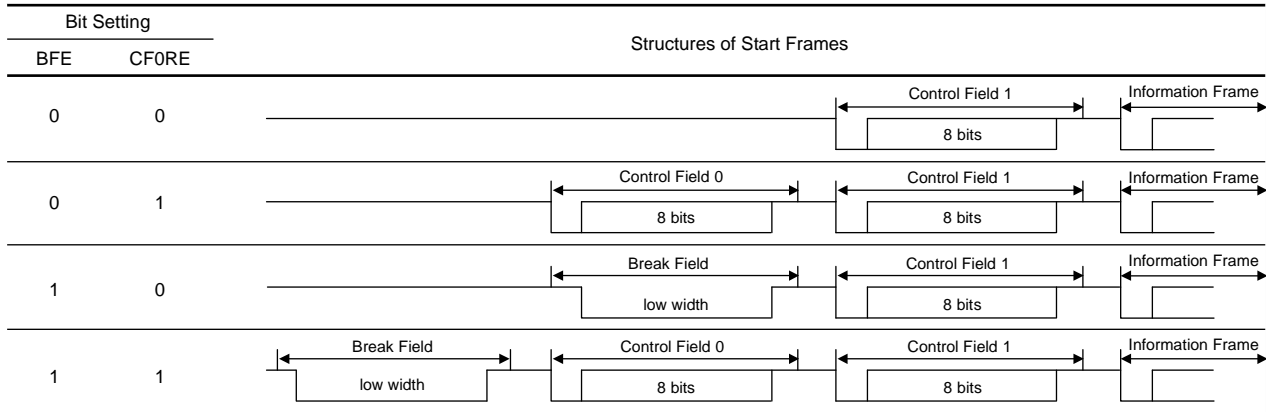 Bit Setting
Structures of Start Frames
BFE CF0RE
Control Field 1 Information Frame
0 0
8 bits
Control Field 0 Control Field 1 Information Frame
0 1
8 bits 8 bits
Break Field Control Field 1 Information Frame
1 0
low width 8 bits
Break Field Control Field 0 Control Field 1 Information Frame
1 1
low width 8 bits 8 bits